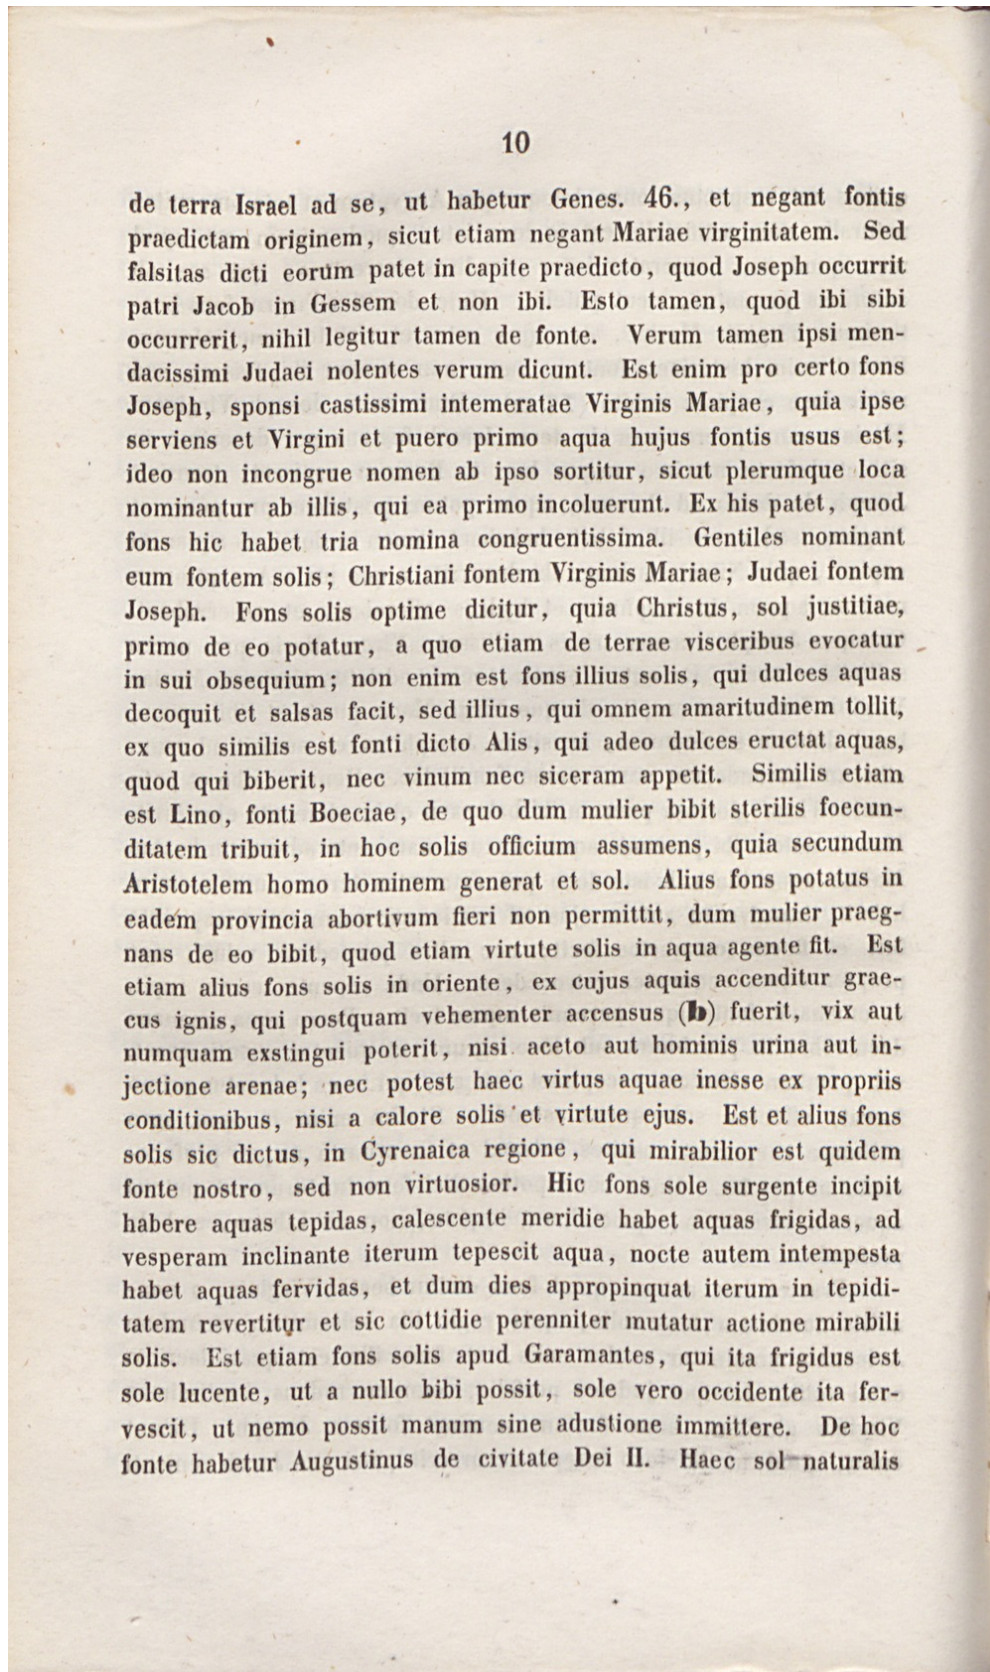 10
de terra Israel ad se, ut habetur Genes. 46., et negant fontis
praedictam originem, sicut etiam negant Mariae virginitatem. Sed
falsitas dicti eorum patet in capite praedicto, quod Joseph occurrit
patri Jacob in Gessem et non ibi. Esto tamen, quod ibi sibi
occurrerit, nihil legitur tamen de fonte. Verum tamen ipsi men-
dacissimi Judaei nolentes verum dicunt. Est enim pro certo fons
Joseph, sponsi castissimi intemeratae Virginis Mariae, quia ipse
serviens et Virgini et puero primo aqua hujus fontis usus est;
ideo non incongrue nomen ab ipso sortitur, sicut plerumque loca
nominantur ab illis, qui ea primo incoluerunt. Ex his patet, quod
fons hic habet tria nomina congruentissima. Gentiles nominant
eum fontem solis; Christiani fontem Virginis Mariae; Judaei fontem
Joseph. Fons solis optime dicitur, quia Christus, sol justitiae,
primo de eo potatur, a quo etiam de terrae visceribus evocatur
in sui obsequium; non enim est fons illius solis, qui dulces aquas
decoquit et salsas facit, sed illius, qui omnem amaritudinem tollit,
ex quo similis est fonti dicto Alis, qui adeo dulces eructat aquas,
quod qui biberit, nec vinum nec siceram appetit. Similis etiam
est Lino, fonti Boeciae, de quo dum mulier bibit sterilis foecun-
ditatem tribuit, in hoc solis officium assumens, quia secundum
Aristotelem homo hominem generat et sol. Alius fons potatus in
eadem provincia abortivum fieri non permittit, dum mulier praeg-
nans de eo bibit, quod etiam virtute solis in aqua agente fit. Est
etiam alius fons solis in oriente, ex cujus aquis accenditur grae-
cus ignis, qui postquam vehementer accensus (b) fuerit, vix aut
numquam exstingui poterit, nisi aceto aut hominis urina aut in-
jectione arenae; nec potest haec virtus aquae inesse ex propriis
conditionibus, nisi a calore solis et virtute ejus. Est et alius fons
solis sic dictus, in Cyrenaica regione, qui mirabilior est quidem
fonte nostro, sed non virtuosior. Hic fons sole surgente incipit
habere aquas tepidas, calescente meridie habet aquas frigidas, ad
vesperam inclinante iterum tepescit aqua, nocte autem intempesta
habet aquas fervidas, et dum dies appropinquat iterum in tepidi-
tatem revertitur et sic cottidie perenniter mutatur actione mirabili
solis. Est etiam fons solis apud Garamantes, qui ita frigidus est
sole lucente, ut a nullo bibi possit, sole vero occidente ita fer-
vescit, ut nemo possit manum sine adustione immittere. De hoc
fonte habetur Augustinus de civitate Dei II. Haec sol naturalis